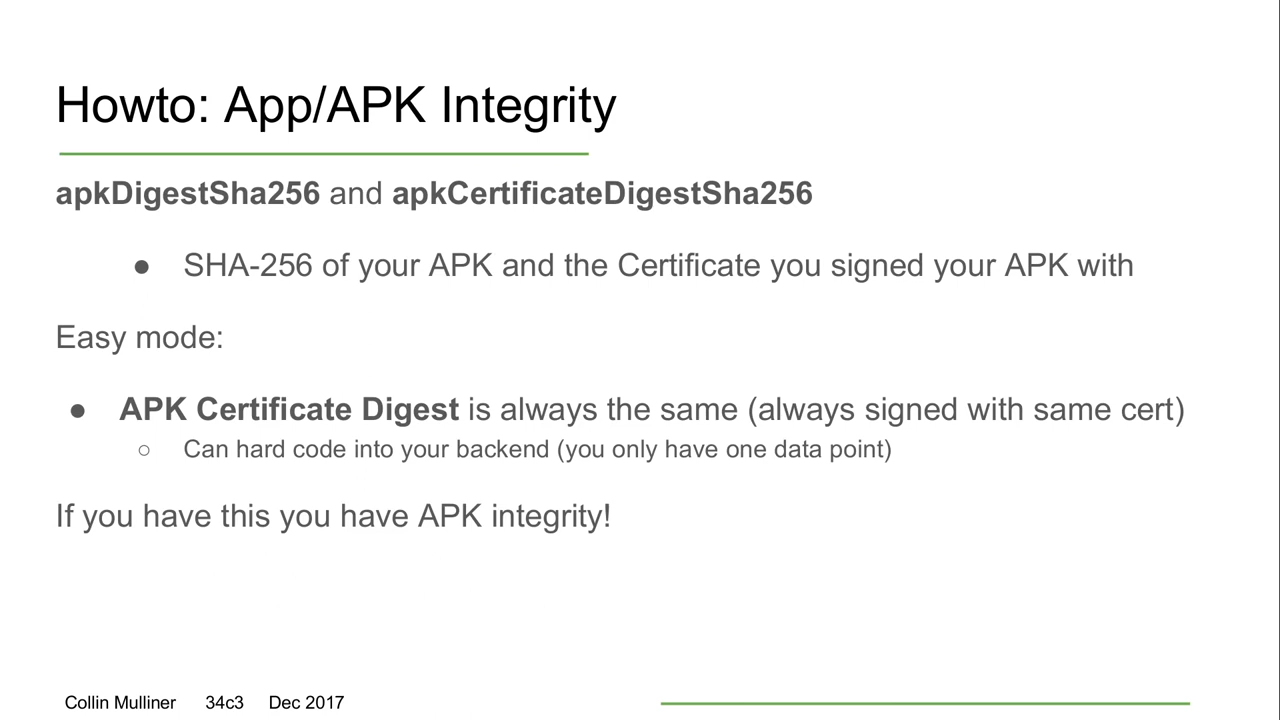 Howto: App/APK Integrity
apkDigestSha256 and apkCertificateDigestSha256
● SHA-256 of your APK and the Certificate you signed your APK with
Easy mode:
● APK Certificate Digest is always the same (always signed with same cert)
○ Can hard code into your backend (you only have one data point)
If you have this you have APK integrity!
Collin Mulliner 34c3 Dec 2017